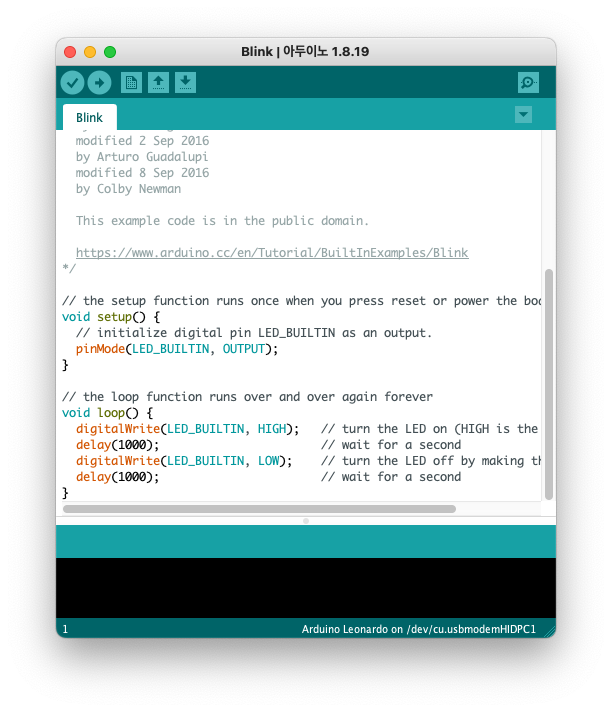 Blink | 아두이노 1.8.19
Blink
modified 2 Sep 2016
by Arturo Guadalupi
modified 8 Sep 2016
by Colby Newman
This example code is in the public domain.
https://www.arduino.cc/en/Tutorial/BuiltInExamples/Blink
*/
// the setup function runs once when you press reset or power the boa
void setup() {
// initialize digital pin LED_BUILTIN as an output.
pinMode(LED_BUILTIN, OUTPUT);
}
// the loop function runs over and over again forever
void loop() {
digitalWrite(LED_BUILTIN, HIGH);   // turn the LED on (HIGH is the
delay(1000);                       // wait for a second
digitalWrite(LED_BUILTIN, LOW);    // turn the LED off by making th
delay(1000);                       // wait for a second
}
1
Arduino Leonardo on /dev/cu.usbmodemHIDPC1